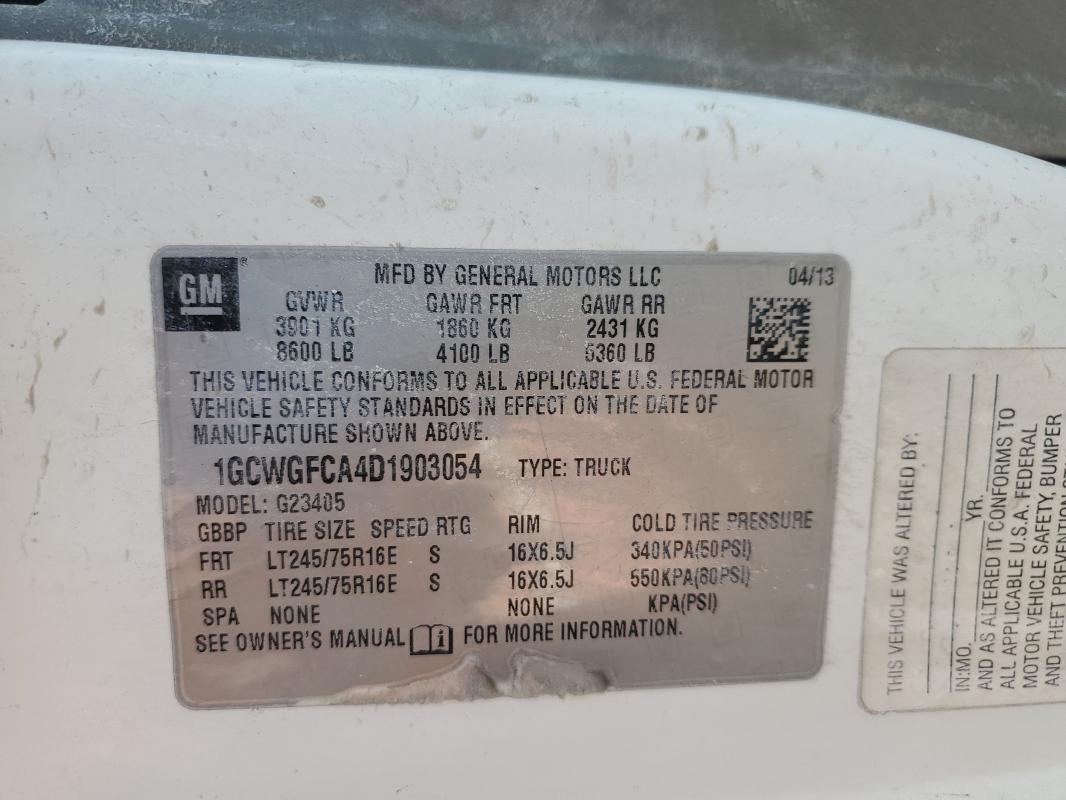 GM ®
MFD BY GENERAL MOTORS LLC 04/13
GVWR GAWR FRT GAWR RR
3901 KG 1860 KG 2431 KG
8600 LB 4100 LB 5360 LB
THIS VEHICLE CONFORMS TO ALL APPLICABLE U.S. FEDERAL MOTOR
VEHICLE SAFETY STANDARDS IN EFFECT ON THE DATE OF
MANUFACTURE SHOWN ABOVE.
1GCWGFCA4D1903054 TYPE: TRUCK
MODEL: G23405
GBBP TIRE SIZE SPEED RTG RIM COLD TIRE PRESSURE
FRT LT245/75R16E S 16X6.5J 340KPA(50PSI)
RR LT245/75R16E S 16X6.5J 550KPA(80PSI)
SPA NONE NONE KPA(PSI)
SEE OWNER'S MANUAL FOR MORE INFORMATION.
THIS VEHICLE WAS ALTERED BY:
IN:MO. YR.
AND AS ALTERED IT CONFORMS TO
ALL APPLICABLE U.S.A. FEDERAL
MOTOR VEHICLE SAFETY, BUMPER
AND THEFT PREVENTION